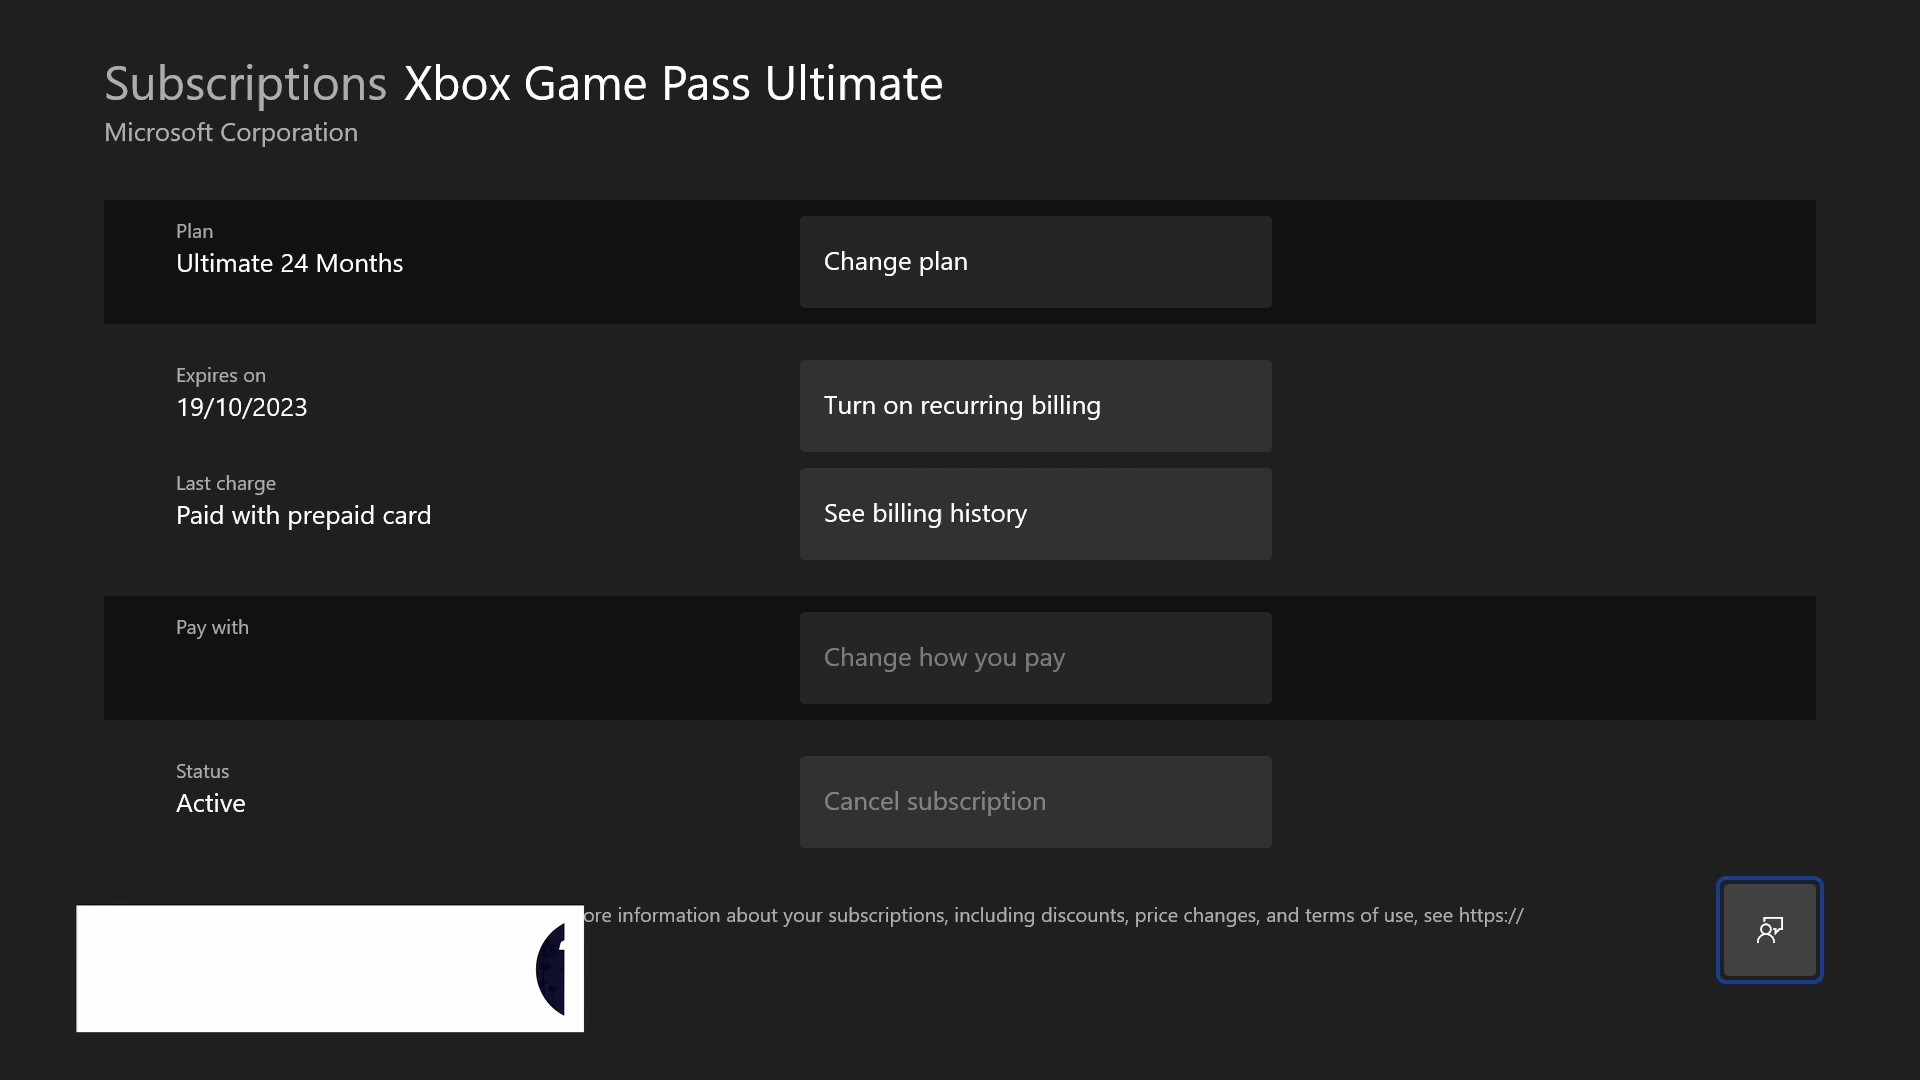 Subscriptions Xbox Game Pass Ultimate
Microsoft Corporation
Plan
Ultimate 24 Months
Change plan
Expires on
19/10/2023
Turn on recurring billing
Last charge
Paid with prepaid card
See billing history
Pay with
Change how you pay
Status
Active
Cancel subscription
information about your subscriptions, including discounts, price changes, and terms of use, see https://